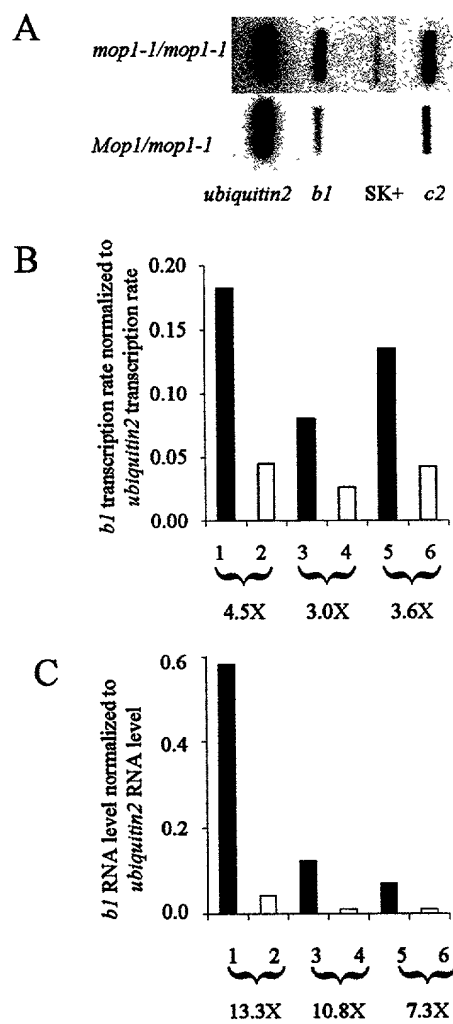 A
mop1-1/mop1-1
Mop1/mop1-1
ubiquitin2 b1 SK+ c2
B
b1 transcription rate normalized to
ubiquitin2 transcription rate
0.20
0.15
0.10
0.05
0.00
1 2 3 4 5 6
4.5X 3.0X 3.6X
C
b1 RNA level normalized to
ubiquitin2 RNA level
0.6
0.4
0.2
0.0
1 2 3 4 5 6
13.3X 10.8X 7.3X